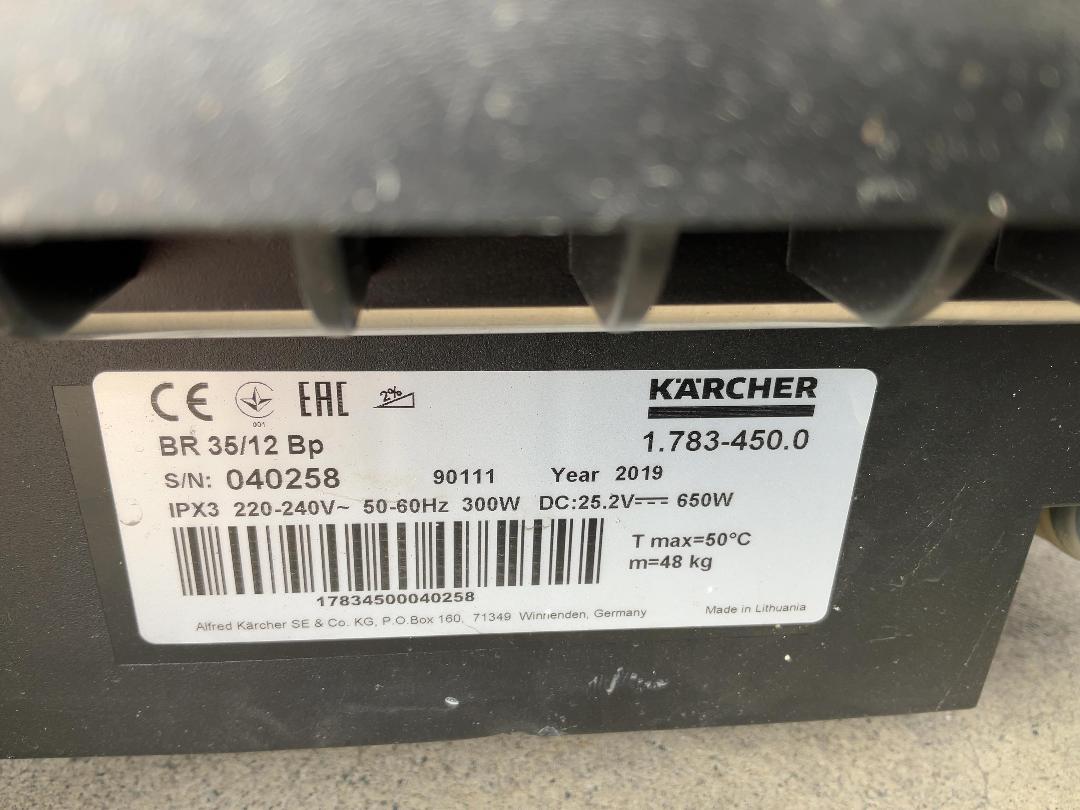 CE EAC 2% KÄRCHER
001
BR 35/12 Bp 1.783-450.0
S/N: 040258 90111 Year 2019
IPX3 220-240V~ 50-60Hz 300W DC:25.2V⎓ 650W
T max=50°C
m=48 kg
17834500040258
Alfred Kärcher SE & Co. KG, P.O.Box 160, 71349 Winnenden, Germany Made in Lithuania